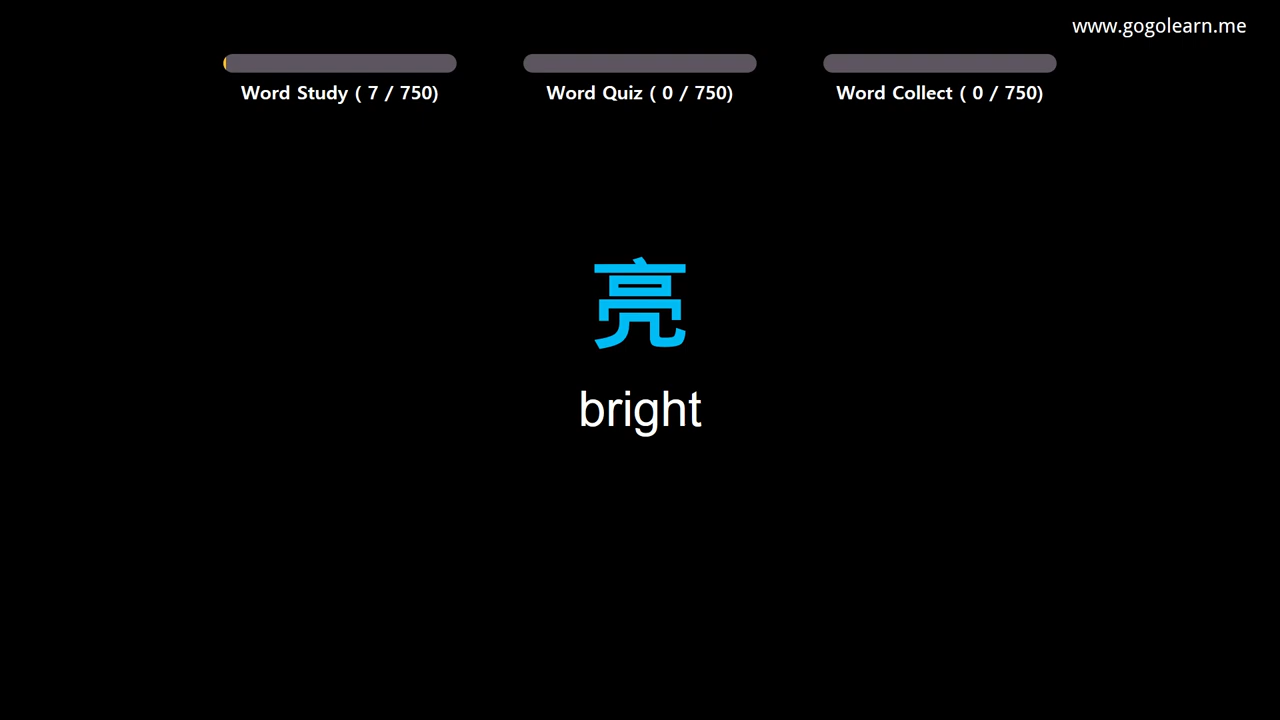 www.gogolearn.me
Word Study ( 7 / 750)
Word Quiz ( 0 / 750)
Word Collect ( 0 / 750)
亮
bright